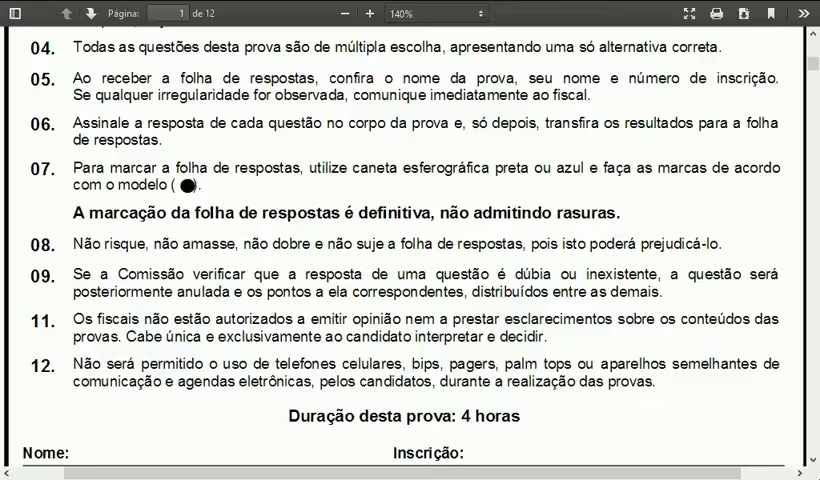 Página: 1 de 12 140%
04. Todas as questões desta prova são de múltipla escolha, apresentando uma só alternativa correta.
05. Ao receber a folha de respostas, confira o nome da prova, seu nome e número de inscrição.
Se qualquer irregularidade for observada, comunique imediatamente ao fiscal.
06. Assinale a resposta de cada questão no corpo da prova e, só depois, transfira os resultados para a folha
de respostas.
07. Para marcar a folha de respostas, utilize caneta esferográfica preta ou azul e faça as marcas de acordo
com o modelo ( ●).
A marcação da folha de respostas é definitiva, não admitindo rasuras.
08. Não risque, não amasse, não dobre e não suje a folha de respostas, pois isto poderá prejudicá-lo.
09. Se a Comissão verificar que a resposta de uma questão é dúbia ou inexistente, a questão será
posteriormente anulada e os pontos a ela correspondentes, distribuídos entre as demais.
11. Os fiscais não estão autorizados a emitir opinião nem a prestar esclarecimentos sobre os conteúdos das
provas. Cabe única e exclusivamente ao candidato interpretar e decidir.
12. Não será permitido o uso de telefones celulares, bips, pagers, palm tops ou aparelhos semelhantes de
comunicação e agendas eletrônicas, pelos candidatos, durante a realização das provas.
Duração desta prova: 4 horas
Nome: Inscrição: